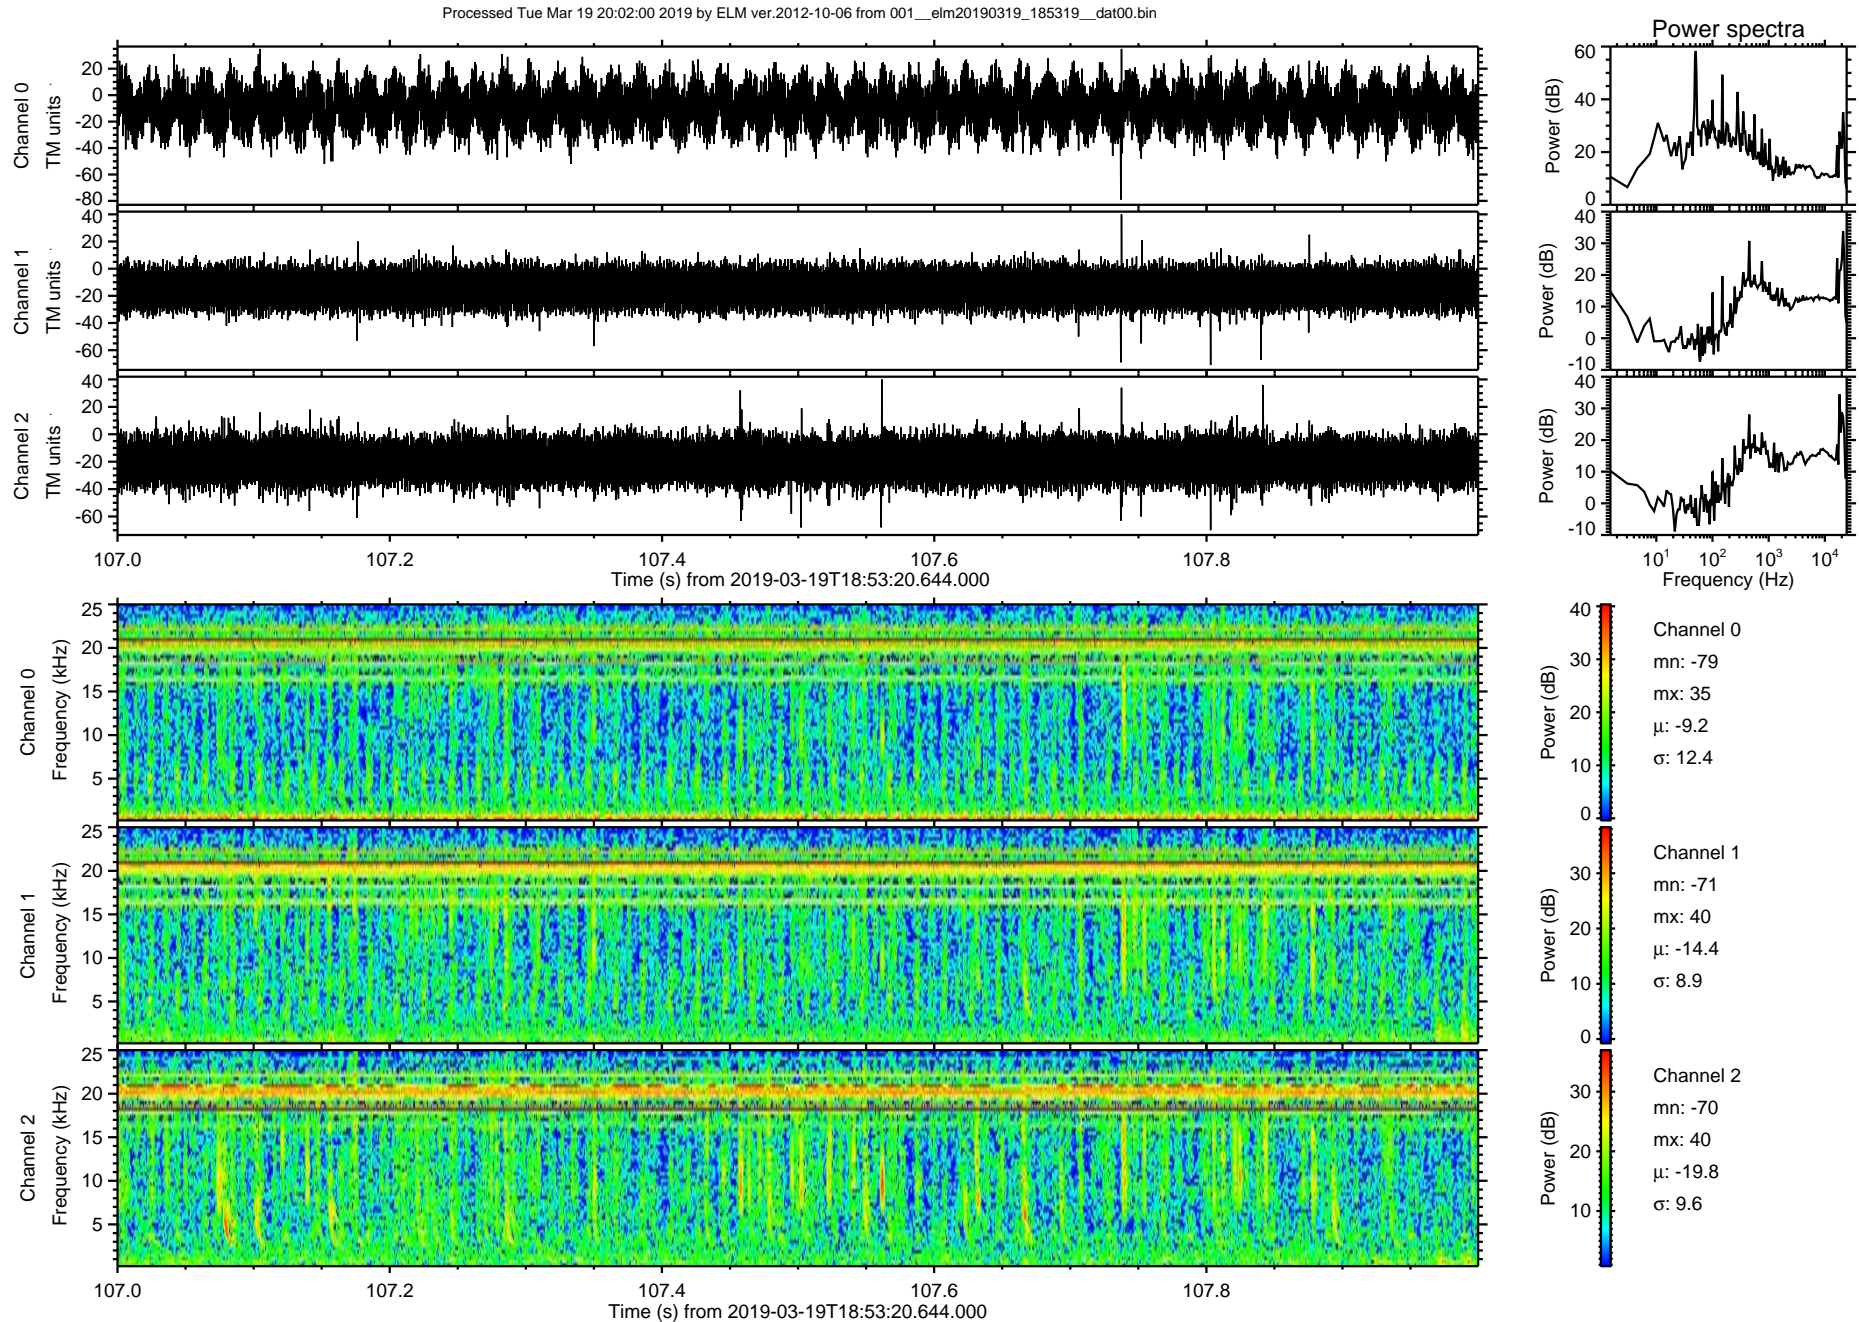 Processed Tue Mar 19 20:02:00 2019 by ELM ver.2012-10-06 from 001__elm20190319_185319__dat00.bin
Power spectra
Channel 0
TM units
20
0
-20
-40
-60
-80
Power (dB)
60
40
20
0
Channel 1
TM units
40
20
0
-20
-40
-60
Power (dB)
40
30
20
10
0
-10
Channel 2
TM units
40
20
0
-20
-40
-60
Power (dB)
40
30
20
10
0
-10
107.0 107.2 107.4 107.6 107.8
Time (s) from 2019-03-19T18:53:20.644.000
10^1 10^2 10^3 10^4
Frequency (Hz)
Channel 0
Frequency (kHz)
25
20
15
10
5
Power (dB)
40
30
20
10
0
Channel 0
mn: -79
mx: 35
μ: -9.2
σ: 12.4
Channel 1
Frequency (kHz)
25
20
15
10
5
Power (dB)
30
20
10
0
Channel 1
mn: -71
mx: 40
μ: -14.4
σ: 8.9
Channel 2
Frequency (kHz)
25
20
15
10
5
Power (dB)
30
20
10
Channel 2
mn: -70
mx: 40
μ: -19.8
σ: 9.6
107.0 107.2 107.4 107.6 107.8
Time (s) from 2019-03-19T18:53:20.644.000